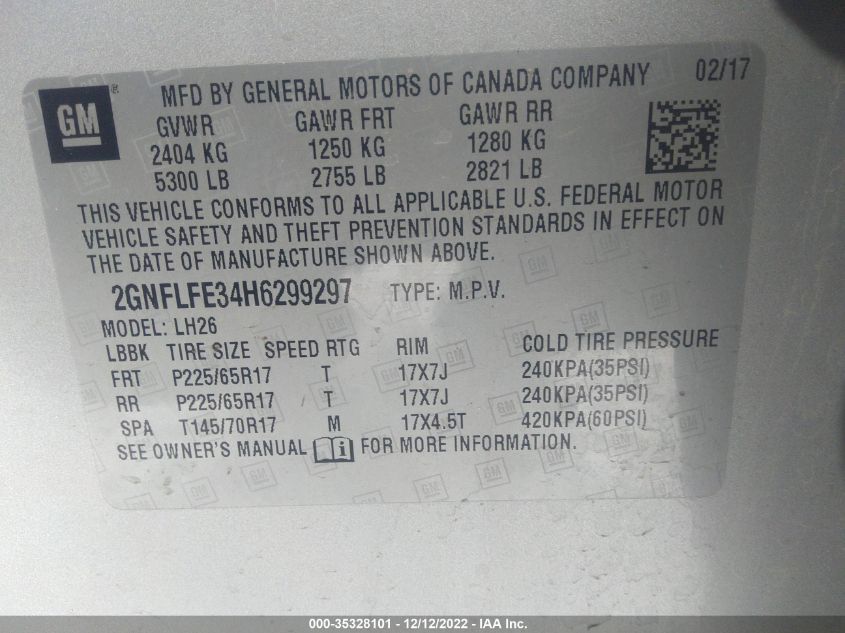 MFD BY GENERAL MOTORS OF CANADA COMPANY 02/17
GM ®
GVWR GAWR FRT GAWR RR
2404 KG 1250 KG 1280 KG
5300 LB 2755 LB 2821 LB
THIS VEHICLE CONFORMS TO ALL APPLICABLE U.S. FEDERAL MOTOR
VEHICLE SAFETY AND THEFT PREVENTION STANDARDS IN EFFECT ON
THE DATE OF MANUFACTURE SHOWN ABOVE.
2GNFLFE34H6299297 TYPE: M.P.V.
MODEL: LH26
LBBK TIRE SIZE SPEED RTG RIM COLD TIRE PRESSURE
FRT P225/65R17 T 17X7J 240KPA(35PSI)
RR P225/65R17 T 17X7J 240KPA(35PSI)
SPA T145/70R17 M 17X4.5T 420KPA(60PSI)
SEE OWNER'S MANUAL FOR MORE INFORMATION.
000-35328101 - 12/12/2022 - IAA Inc.